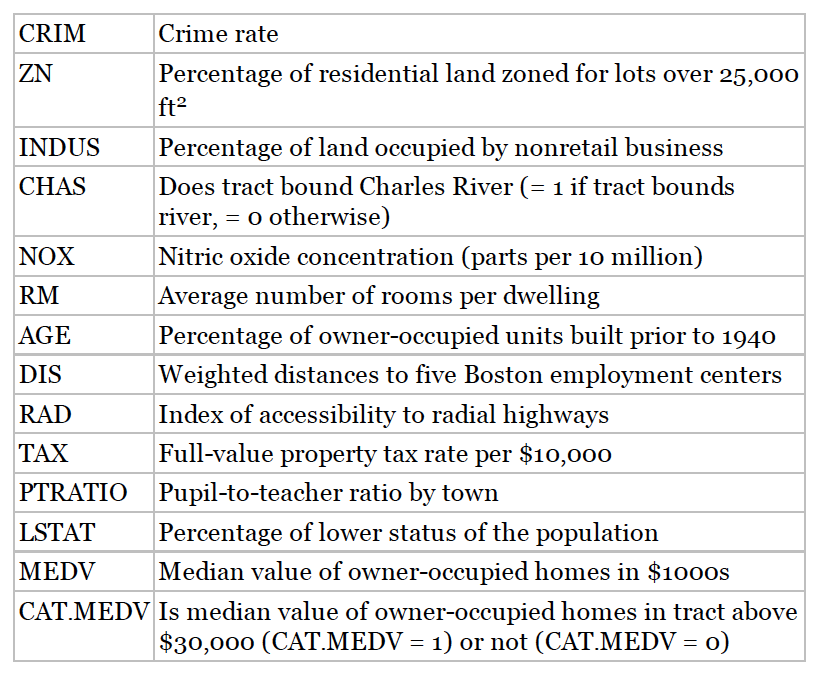 CRIM Crime rate
ZN Percentage of residential land zoned for lots over 25,000
ft²
INDUS Percentage of land occupied by nonretail business
CHAS Does tract bound Charles River (= 1 if tract bounds
river, = 0 otherwise)
NOX Nitric oxide concentration (parts per 10 million)
RM Average number of rooms per dwelling
AGE Percentage of owner-occupied units built prior to 1940
DIS Weighted distances to five Boston employment centers
RAD Index of accessibility to radial highways
TAX Full-value property tax rate per $10,000
PTRATIO Pupil-to-teacher ratio by town
LSTAT Percentage of lower status of the population
MEDV Median value of owner-occupied homes in $1000s
CAT.MEDV Is median value of owner-occupied homes in tract above
$30,000 (CAT.MEDV = 1) or not (CAT.MEDV = 0)